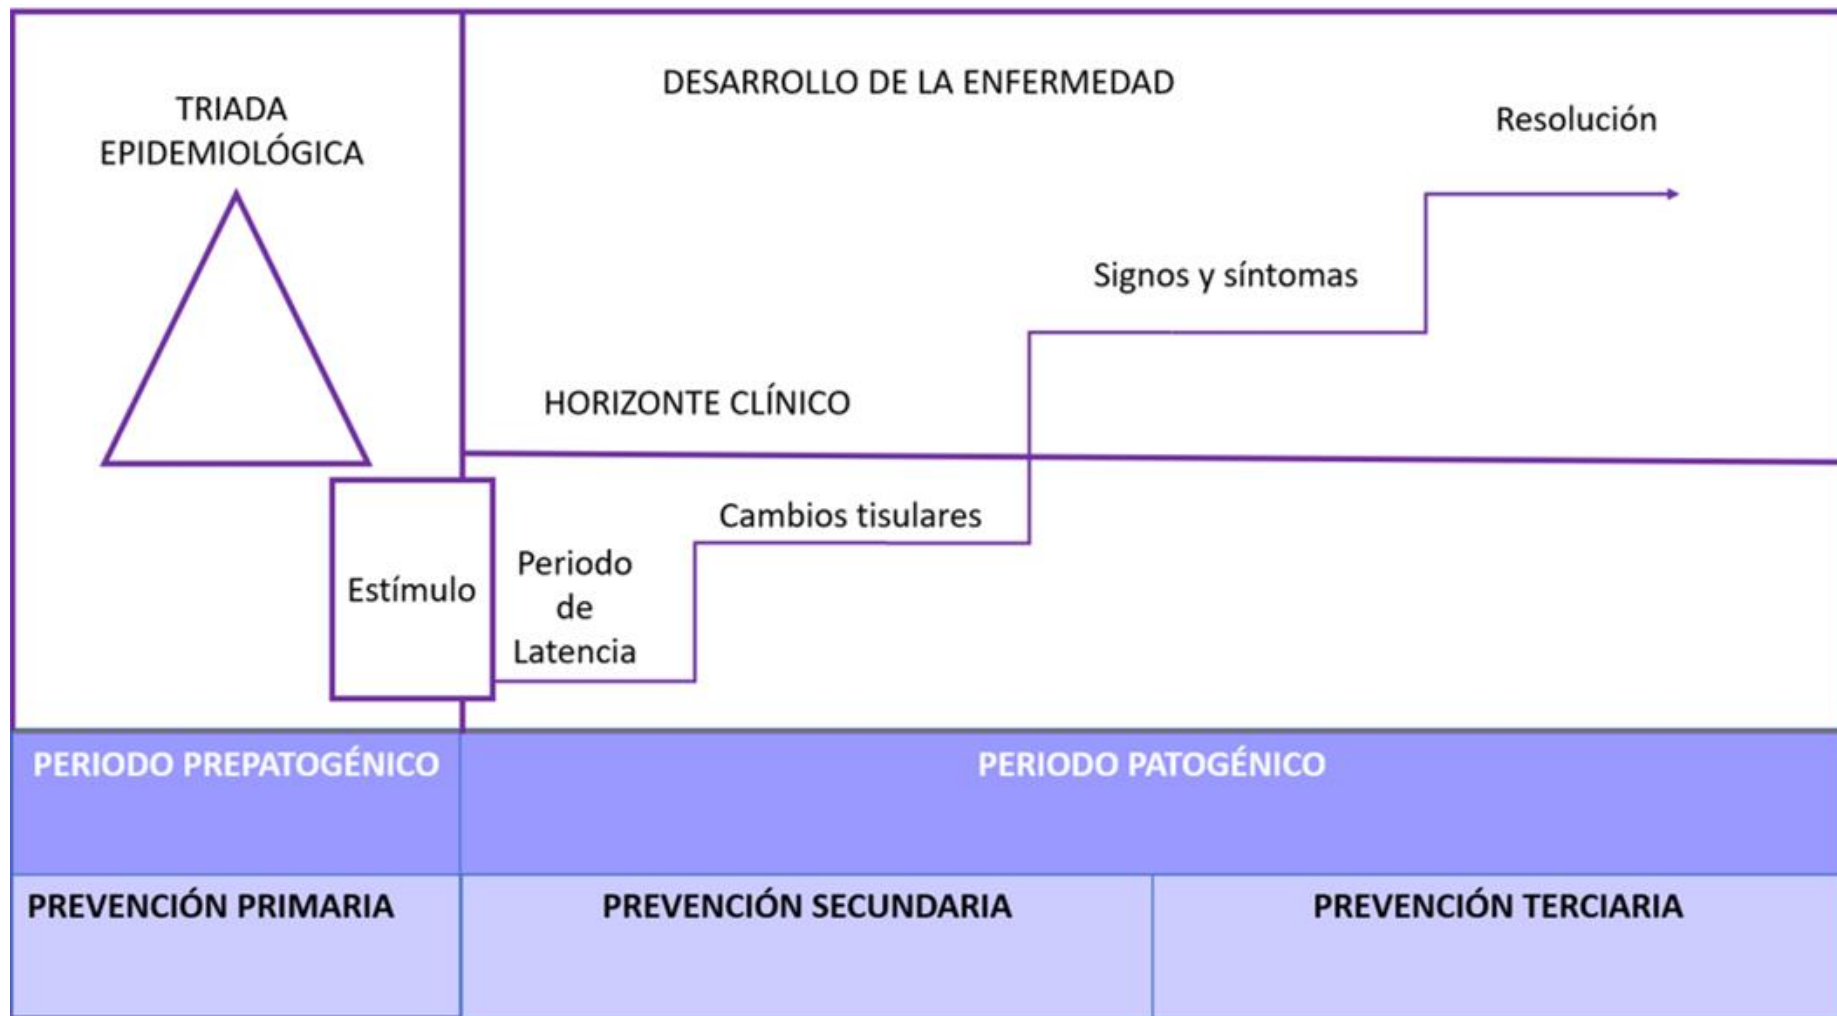 TRIADA
EPIDEMIOLÓGICA
DESARROLLO DE LA ENFERMEDAD
Resolución
Signos y síntomas
HORIZONTE CLÍNICO
Cambios tisulares
Estímulo
Periodo
de
Latencia
PERIODO PREPATOGÉNICO
PERIODO PATOGÉNICO
PREVENCIÓN PRIMARIA
PREVENCIÓN SECUNDARIA
PREVENCIÓN TERCIARIA